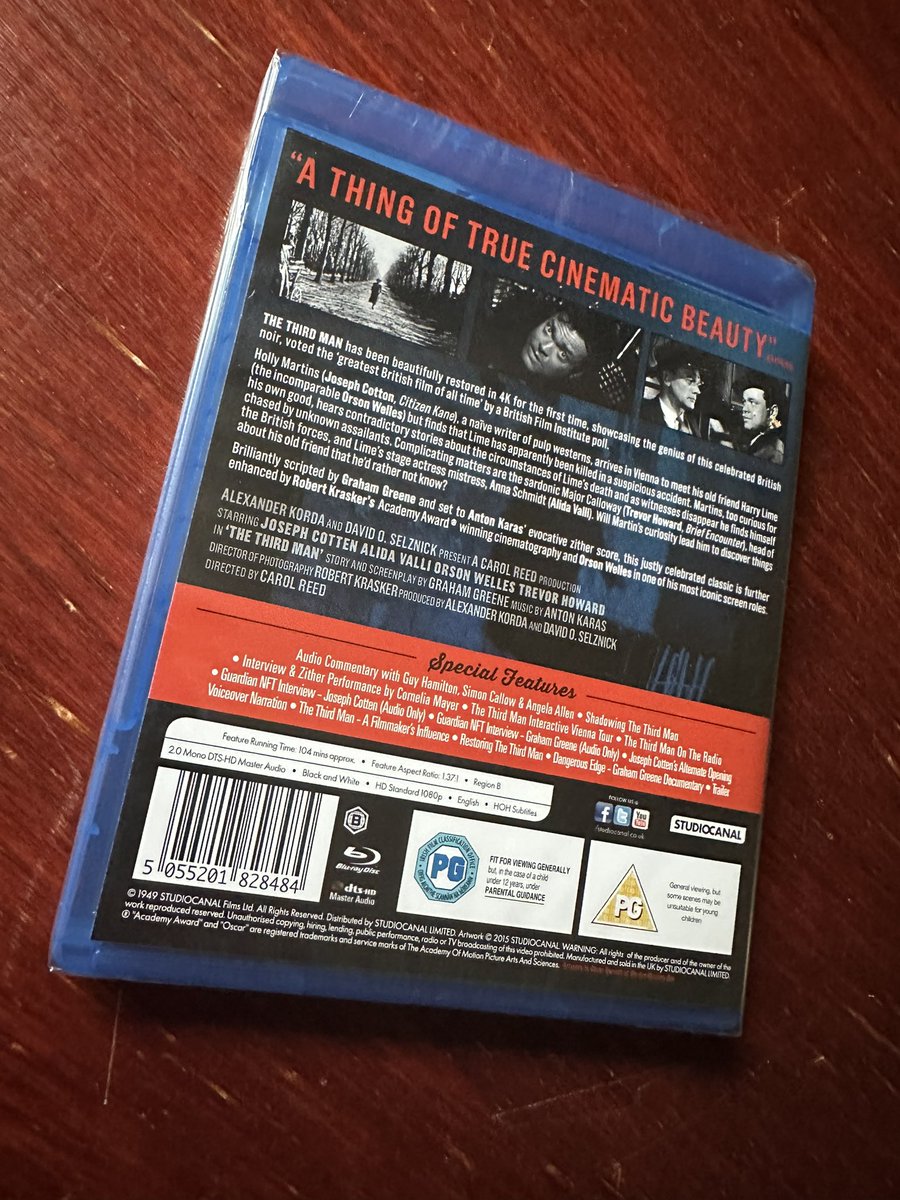 "A THING OF TRUE CINEMATIC BEAUTY"
THE THIRD MAN has been beautifully restored in 4K for the first time, showcasing the genius of this celebrated British
noir, voted the 'greatest British film of all time' by a British Film Institute poll.
Holly Martins (Joseph Cotton, Citizen Kane), a naïve writer of pulp westerns, arrives in Vienna to meet his old friend Harry Lime
(the incomparable Orson Welles) but finds that Lime has apparently been killed in a suspicious accident. Martins, too curious for
his own good, hears contradictory stories about the circumstances of Lime's death and as witnesses disappear he finds himself
chased by unknown assailants. Complicating matters are the sardonic Major Calloway (Trevor Howard, Brief Encounter), head of
the British forces, and Lime's stage actress mistress, Anna Schmidt (Alida Valli). Will Martin's curiosity lead him to discover things
about his old friend that he'd rather not know?
Brilliantly scripted by Graham Greene and set to Anton Karas' evocative zither score, this justly celebrated classic is further
enhanced by Robert Krasker's Academy Award® winning cinematography and Orson Welles in one of his most iconic screen roles.
ALEXANDER KORDA AND DAVID O. SELZNICK PRESENT A CAROL REED PRODUCTION
STARRING JOSEPH COTTEN ALIDA VALLI ORSON WELLES TREVOR HOWARD
IN 'THE THIRD MAN' STORY AND SCREENPLAY BY GRAHAM GREENE MUSIC BY ANTON KARAS
DIRECTOR OF PHOTOGRAPHY ROBERT KRASKER PRODUCED BY ALEXANDER KORDA AND DAVID O. SELZNICK
DIRECTED BY CAROL REED
Special Features
Audio Commentary with Guy Hamilton, Simon Callow & Angela Allen • Shadowing The Third Man
• Interview & Zither Performance by Cornelia Mayer • The Third Man Interactive Vienna Tour • The Third Man On The Radio
• Guardian NFT Interview - Joseph Cotten (Audio Only) • Guardian NFT Interview - Graham Greene (Audio Only) • Joseph Cotten's Alternate Opening
Voiceover Narration • The Third Man - A Filmmaker's Influence • Restoring The Third Man • Dangerous Edge - Graham Greene Documentary • Trailer
Feature Running Time: 104 mins approx. • Feature Aspect Ratio: 1.37:1 • Region B
2.0 Mono DTS-HD Master Audio • Black and White • HD Standard 1080p • English • HOH Subtitles
5 055201 828484
B
Blu-ray Disc
dts-HD
Master Audio
IRISH FILM CLASSIFICATION OFFICE
PG
FIT FOR VIEWING GENERALLY
but, in the case of a child
under 12 years, under
PARENTAL GUIDANCE
FOLLOW US @
f t You Tube
/studiocanal.co.uk
STUDIOCANAL
PG
General viewing, but
some scenes may be
unsuitable for young
children
© 1949 STUDIOCANAL Films Ltd. All Rights Reserved. Distributed by STUDIOCANAL LIMITED. Artwork © 2015 STUDIOCANAL WARNING: All rights of the producer and of the owner of the
work reproduced reserved. Unauthorised copying, hiring, lending, public performance, radio or TV broadcasting of this video prohibited. Manufactured and sold in the UK by STUDIOCANAL LIMITED.
® "Academy Award" and "Oscar" are registered trademarks and service marks of The Academy Of Motion Picture Arts And Sciences.